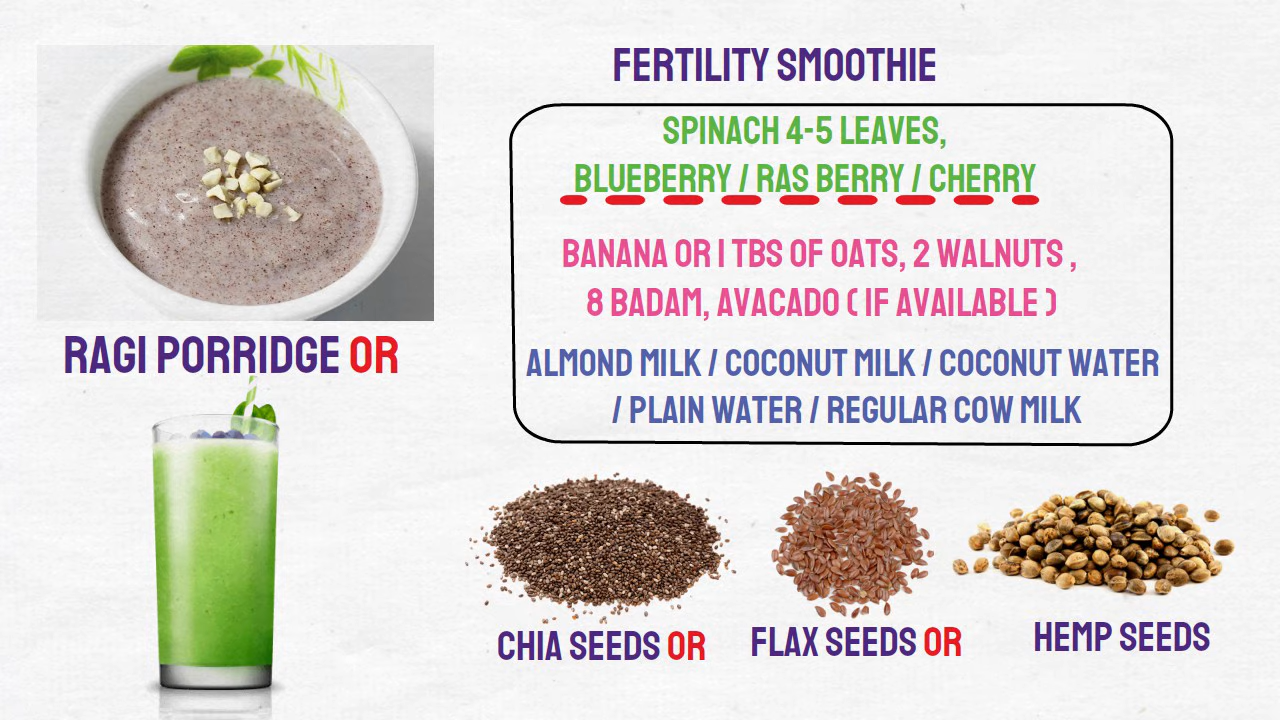 FERTILITY SMOOTHIE
SPINACH 4-5 LEAVES,
BLUEBERRY / RAS BERRY / CHERRY
BANANA OR 1 TBS OF OATS, 2 WALNUTS ,
8 BADAM, AVACADO ( IF AVAILABLE )
ALMOND MILK / COCONUT MILK / COCONUT WATER
/ PLAIN WATER / REGULAR COW MILK
RAGI PORRIDGE OR
CHIA SEEDS OR
FLAX SEEDS OR
HEMP SEEDS